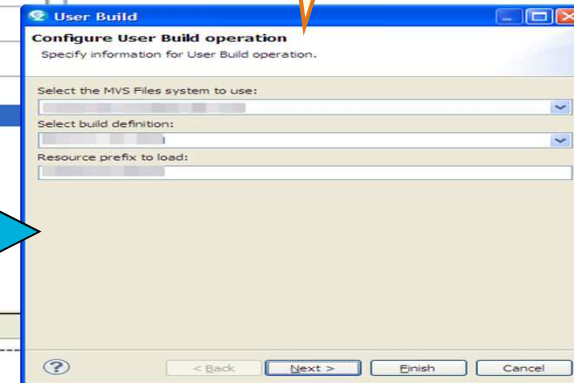 User Build
Configure User Build operation
Specify information for User Build operation.
Select the MVS Files system to use:
Select build definition:
Resource prefix to load:
?
< Back
Next >
Finish
Cancel